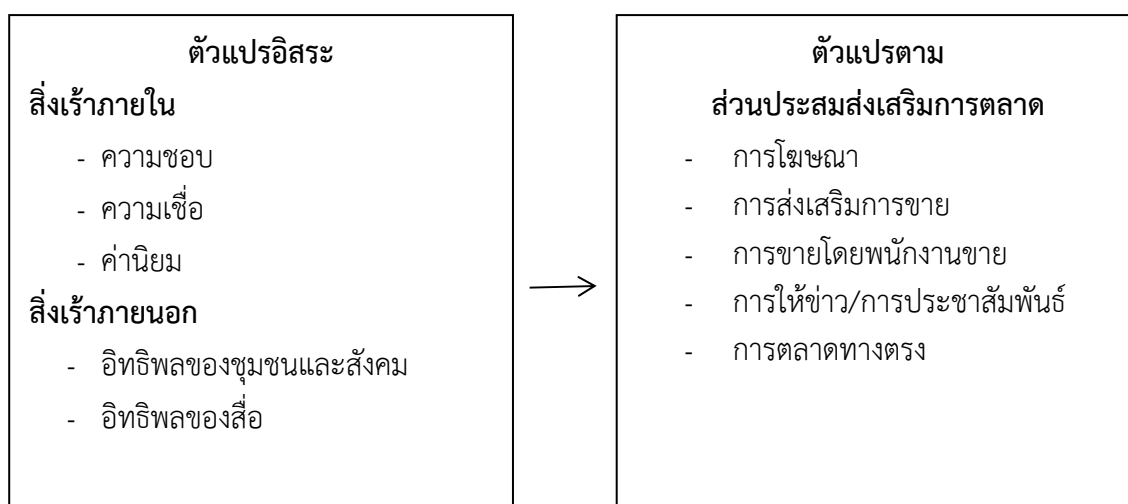 ตัวแปรอิสระ
สิ่งเร้าภายใน
- ความชอบ
- ความเชื่อ
- ค่านิยม
สิ่งเร้าภายนอก
- อิทธิพลของชุมชนและสังคม
- อิทธิพลของสื่อ
ตัวแปรตาม
ส่วนประสมส่งเสริมการตลาด
- การโฆษณา
- การส่งเสริมการขาย
- การขายโดยพนักงานขาย
- การให้ข่าว/การประชาสัมพันธ์
- การตลาดทางตรง